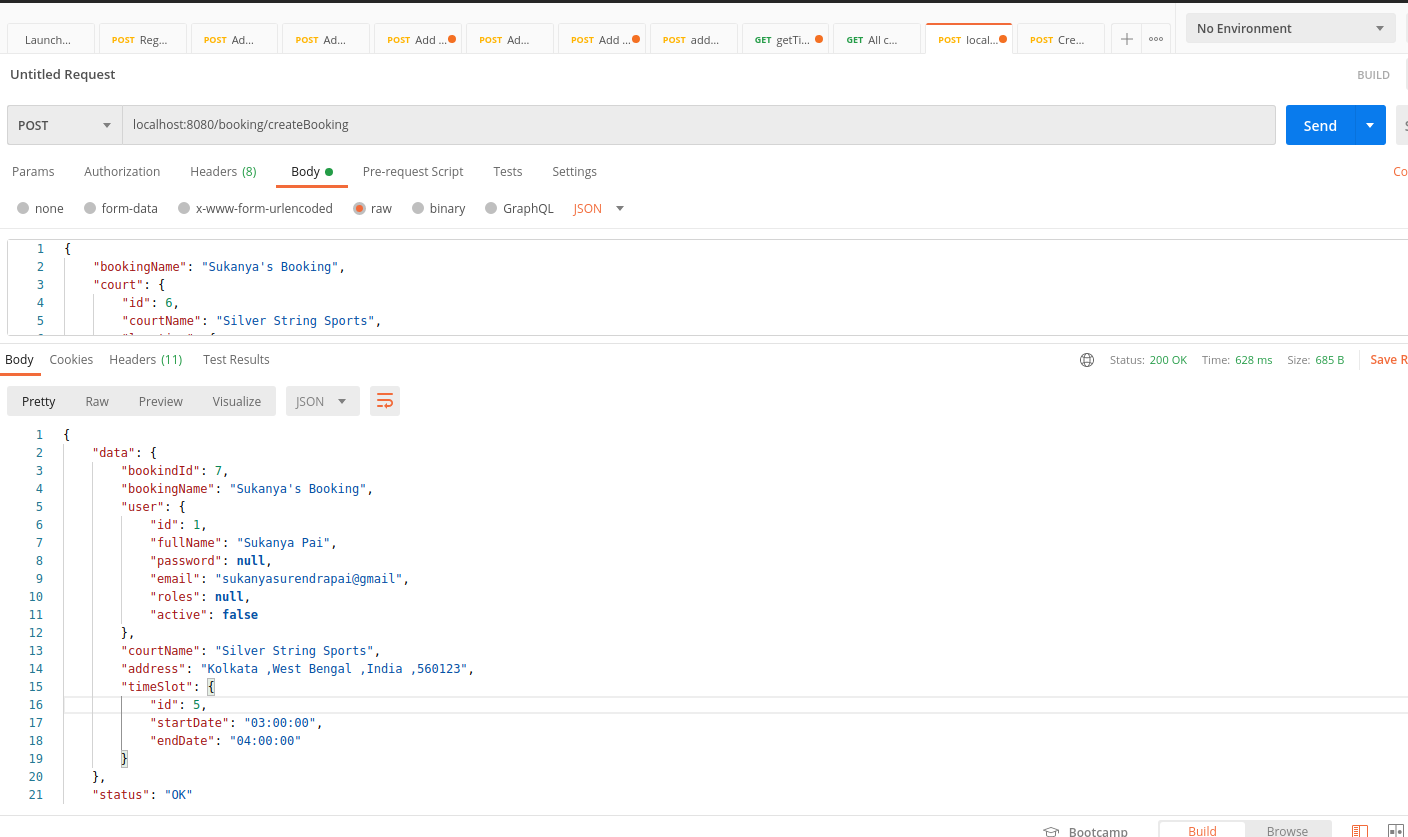 Launch... POST Reg... POST Ad... POST Ad... POST Add ... POST Ad... POST Add ... POST add... GET getTi... GET All c... POST local... POST Cre... No Environment
Untitled Request BUILD
POST localhost:8080/booking/createBooking Send
Params Authorization Headers (8) Body Pre-request Script Tests Settings Co
none form-data x-www-form-urlencoded raw binary GraphQL JSON
1 {
2 "bookingName": "Sukanya's Booking",
3 "court": {
4 "id": 6,
5 "courtName": "Silver String Sports",
Body Cookies Headers (11) Test Results Status: 200 OK Time: 628 ms Size: 685 B Save R
Pretty Raw Preview Visualize JSON
1 {
2 "data": {
3 "bookindId": 7,
4 "bookingName": "Sukanya's Booking",
5 "user": {
6 "id": 1,
7 "fullName": "Sukanya Pai",
8 "password": null,
9 "email": "sukanyasurendrapai@gmail",
10 "roles": null,
11 "active": false
12 },
13 "courtName": "Silver String Sports",
14 "address": "Kolkata ,West Bengal ,India ,560123",
15 "timeSlot": {
16 "id": 5,
17 "startDate": "03:00:00",
18 "endDate": "04:00:00"
19 }
20 },
21 "status": "OK"
Bootcamp Build Browse